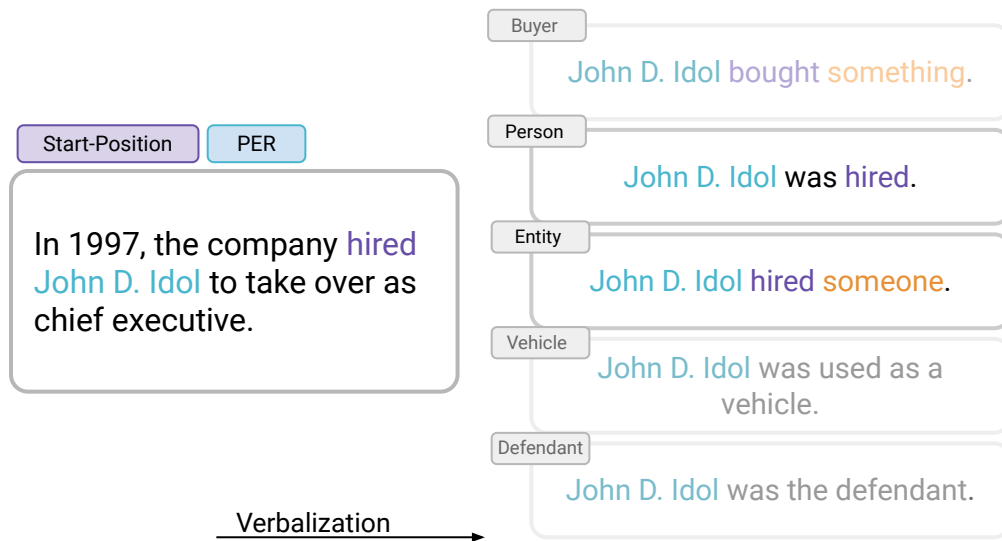 Start-Position
PER
In 1997, the company hired
John D. Idol to take over as
chief executive.
Verbalization
Buyer
John D. Idol bought something.
Person
John D. Idol was hired.
Entity
John D. Idol hired someone.
Vehicle
John D. Idol was used as a
vehicle.
Defendant
John D. Idol was the defendant.